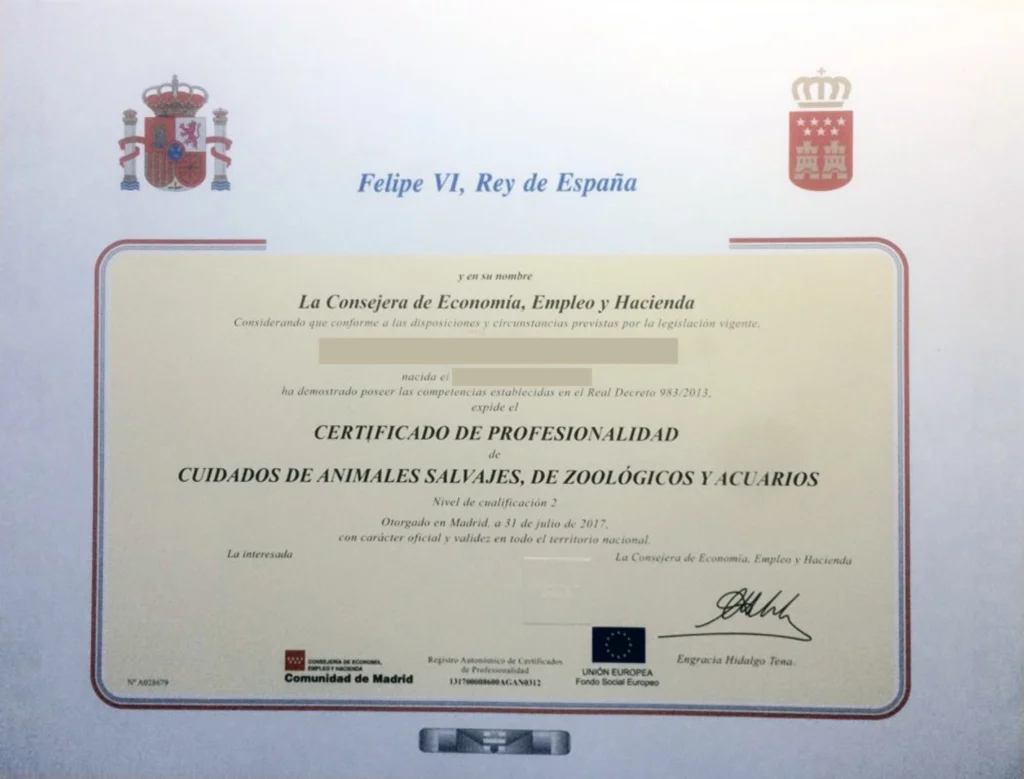 Felipe VI, Rey de España
y en su nombre
La Consejera de Economía, Empleo y Hacienda
Considerando que conforme a las disposiciones y circunstancias previstas por la legislación vigente,
nacida el
ha demostrado poseer las competencias establecidas en el Real Decreto 983/2013,
expide el
CERTIFICADO DE PROFESIONALIDAD
de
CUIDADOS DE ANIMALES SALVAJES, DE ZOOLÓGICOS Y ACUARIOS
Nivel de cualificación 2
Otorgado en Madrid, a 31 de julio de 2017,
con carácter oficial y validez en todo el territorio nacional.
La interesada
La Consejera de Economía, Empleo y Hacienda
Engracia Hidalgo Tena.
CONSEJERÍA DE ECONOMÍA,
EMPLEO Y HACIENDA
Comunidad de Madrid
Registro Autonómico de Certificados
de Profesionalidad
131700008600AGAN0312
UNIÓN EUROPEA
Fondo Social Europeo
Nº A028679